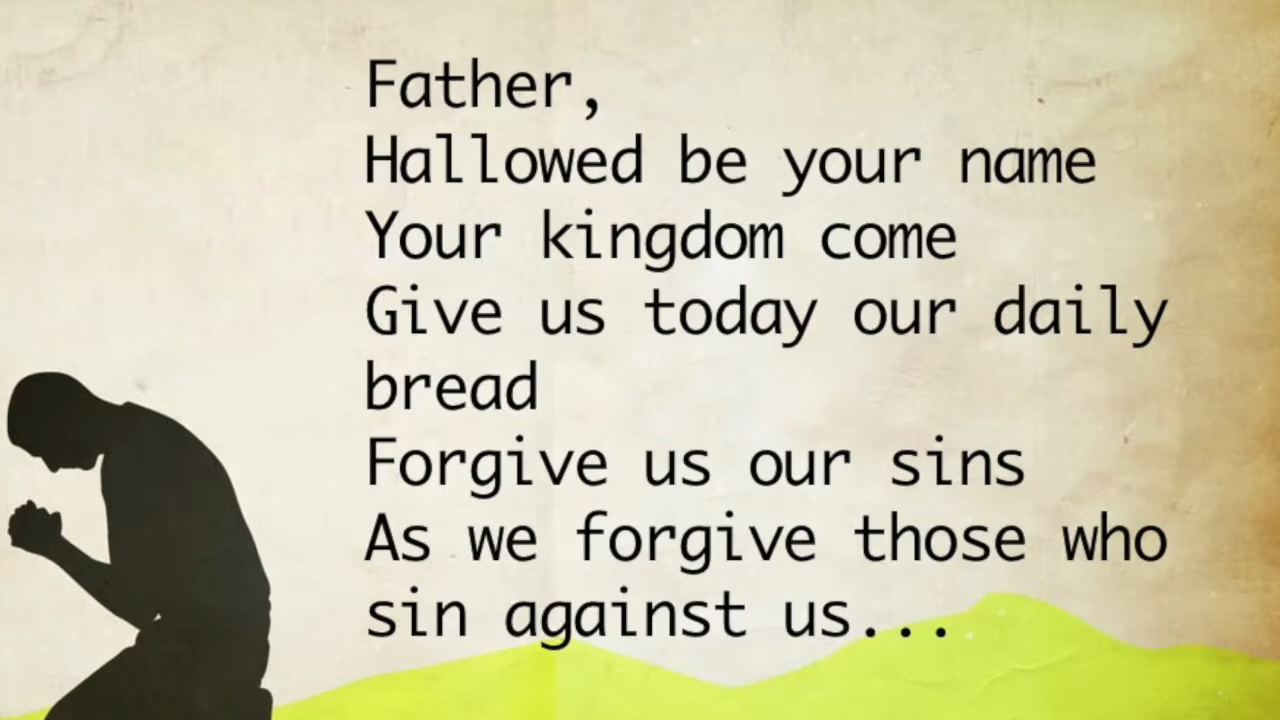 Father,
Hallowed be your name
Your kingdom come
Give us today our daily
bread
Forgive us our sins
As we forgive those who
sin against us...